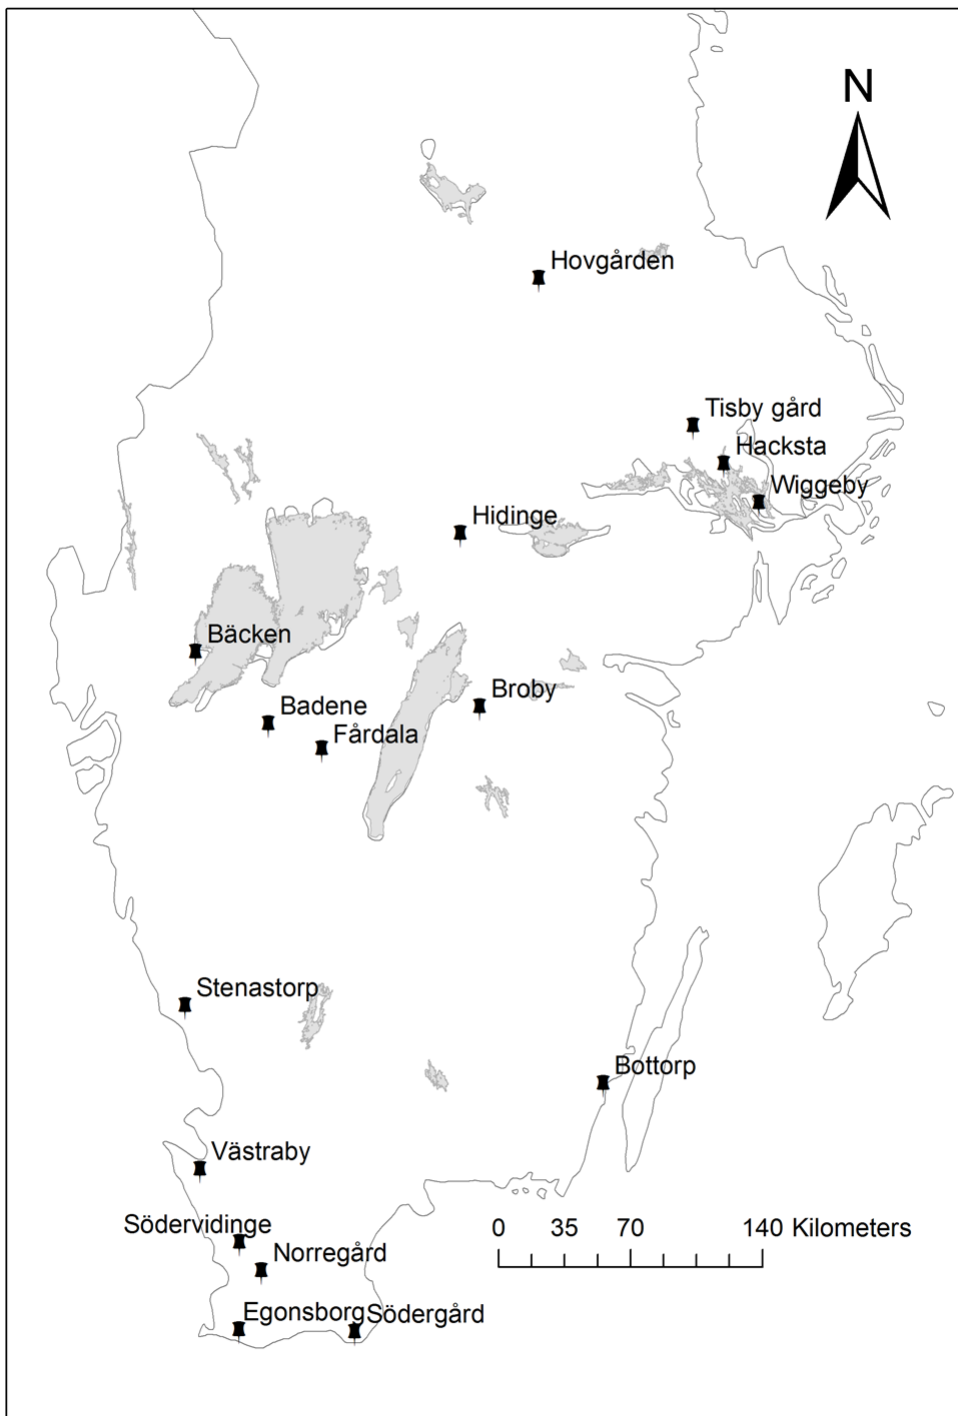 N
Hovgården
Tisby gård
Hacksta
Wiggeby
Hidinge
Bäcken
Broby
Badene
Fårdala
Stenastorp
Bottorp
Västraby
Södervidinge
0 35 70 140 Kilometers
Norregård
Egonsborg
Södergård